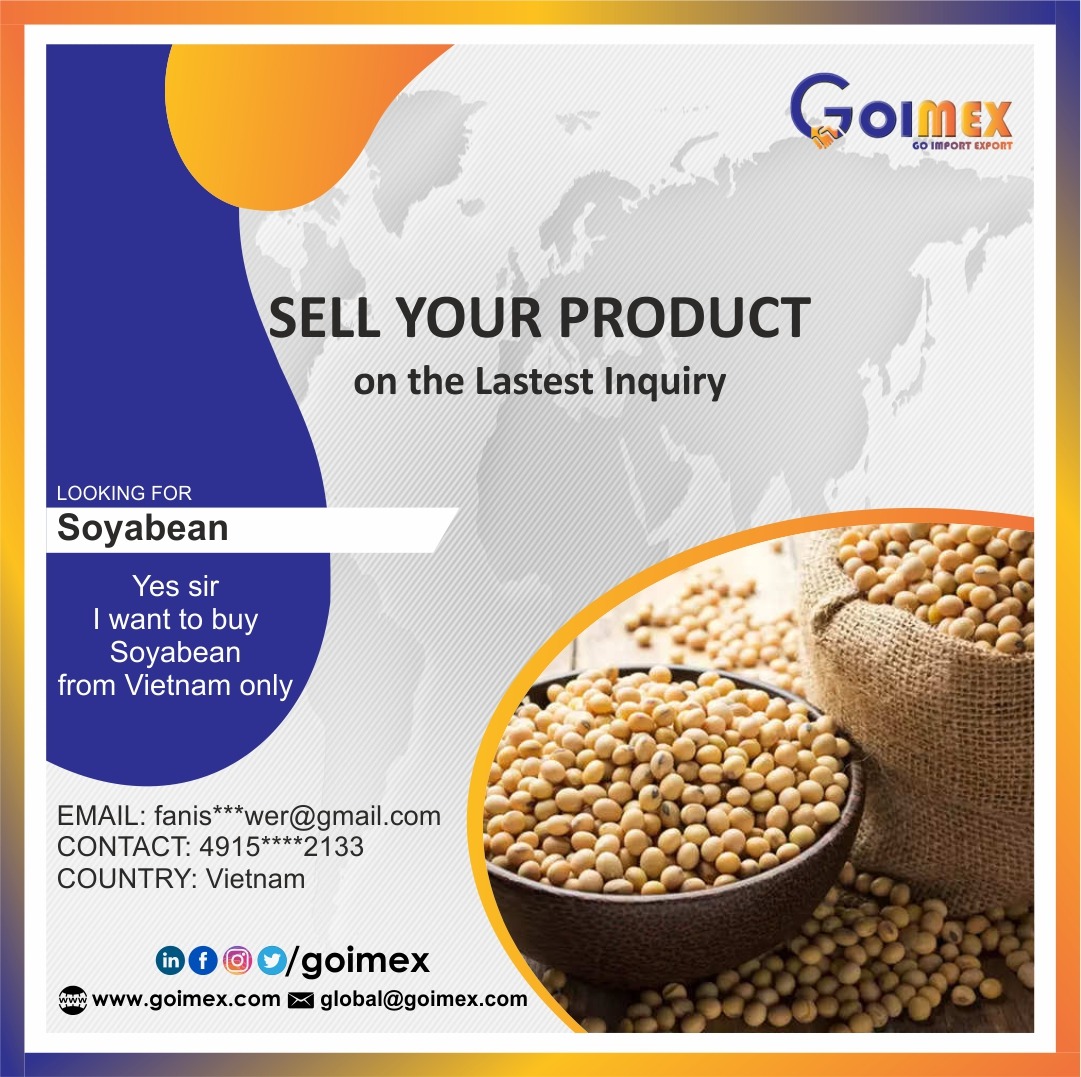 GOIMEX
GO IMPORT EXPORT
SELL YOUR PRODUCT
on the Lastest Inquiry
LOOKING FOR
Soyabean
Yes sir
I want to buy
Soyabean
from Vietnam only
EMAIL: fanis***wer@gmail.com
CONTACT: 4915****2133
COUNTRY: Vietnam
in f /goimex
www www.goimex.com global@goimex.com